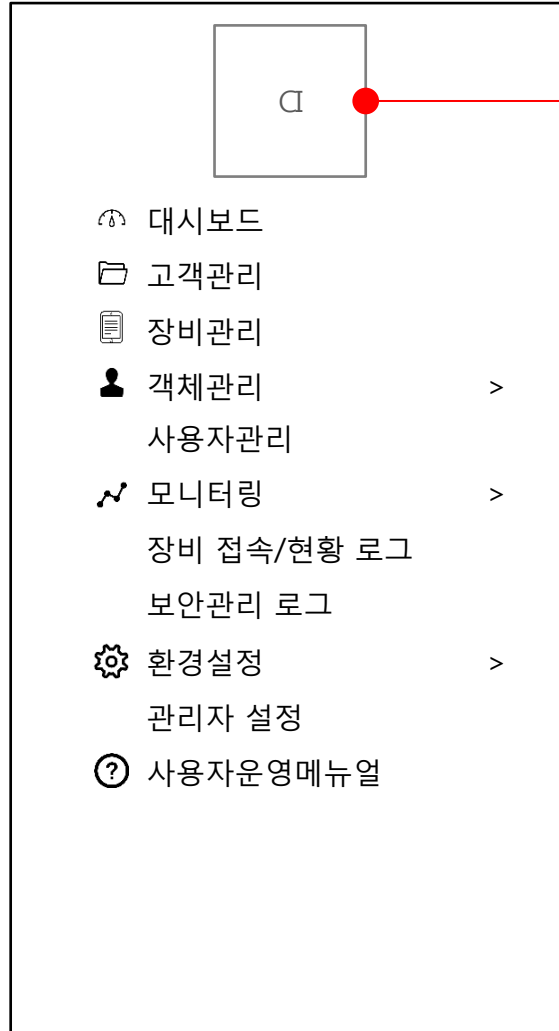 대시보드
고객관리
장비관리
객체관리 >
사용자관리
모니터링 >
장비 접속/현황 로그
보안관리 로그
환경설정 >
관리자 설정
사용자운영메뉴얼